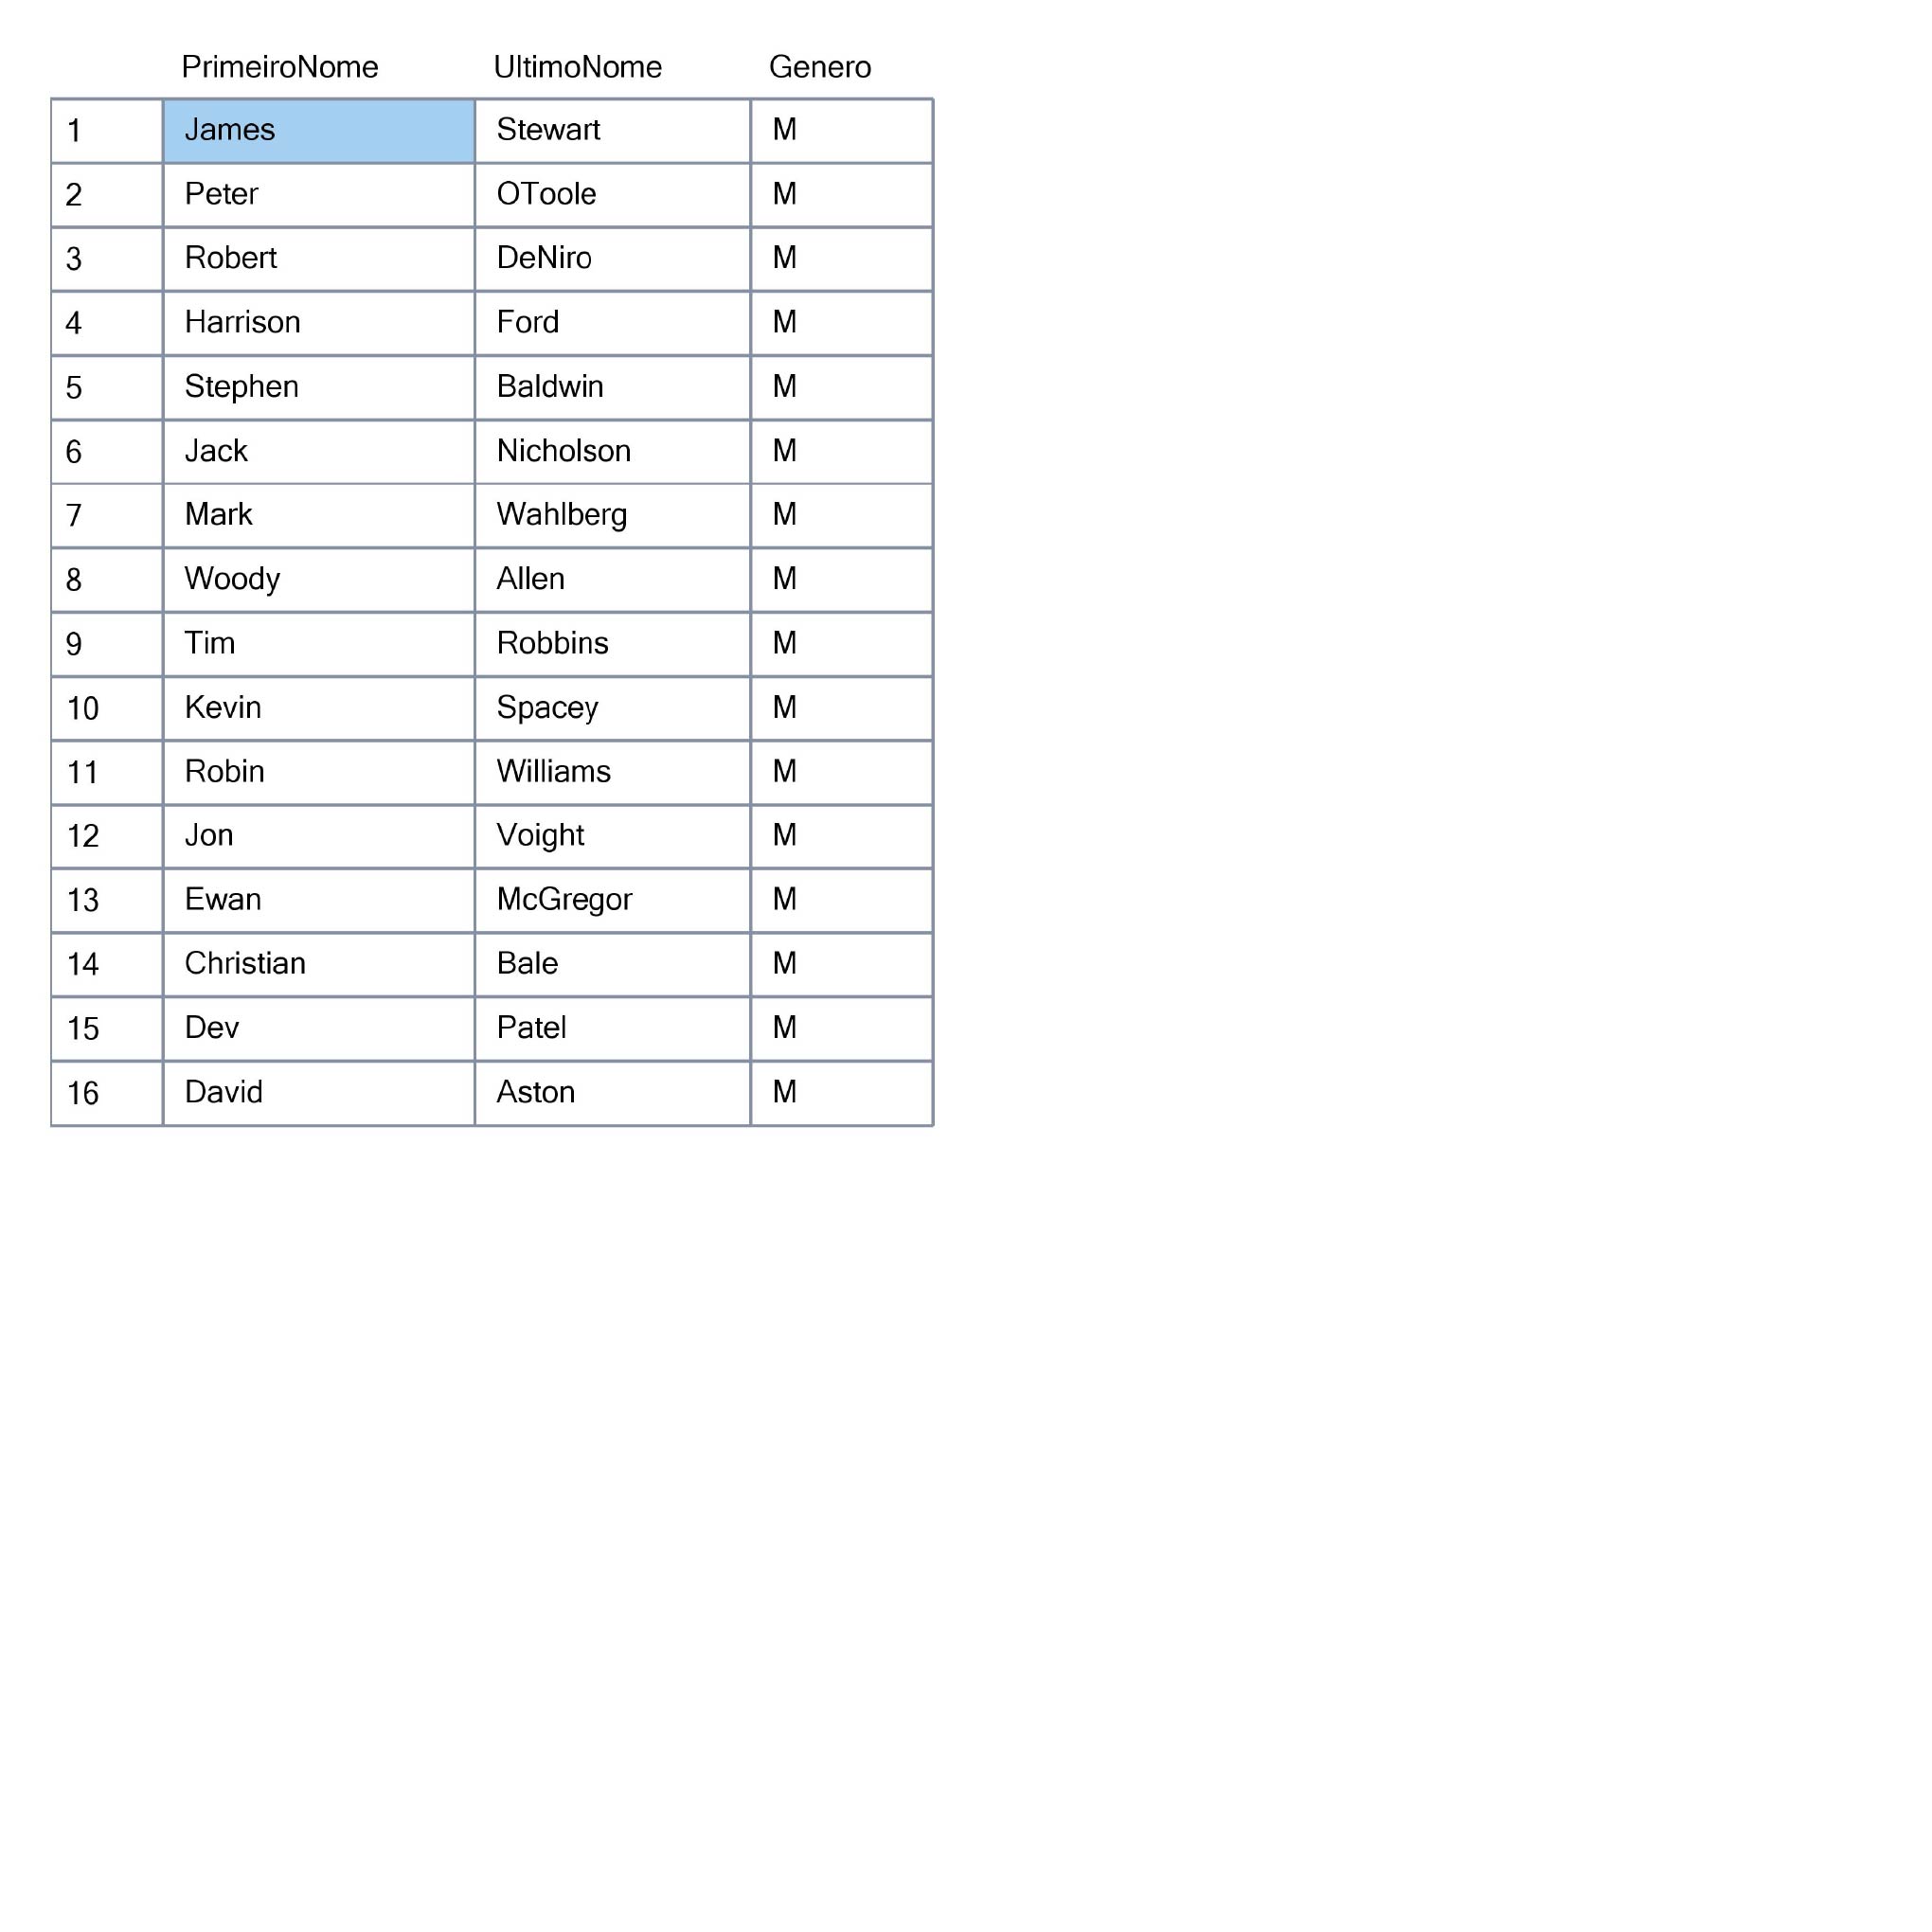 PrimeiroNome UltimoNome Genero
1 James Stewart M
2 Peter OToole M
3 Robert DeNiro M
4 Harrison Ford M
5 Stephen Baldwin M
6 Jack Nicholson M
7 Mark Wahlberg M
8 Woody Allen M
9 Tim Robbins M
10 Kevin Spacey M
11 Robin Williams M
12 Jon Voight M
13 Ewan McGregor M
14 Christian Bale M
15 Dev Patel M
16 David Aston M